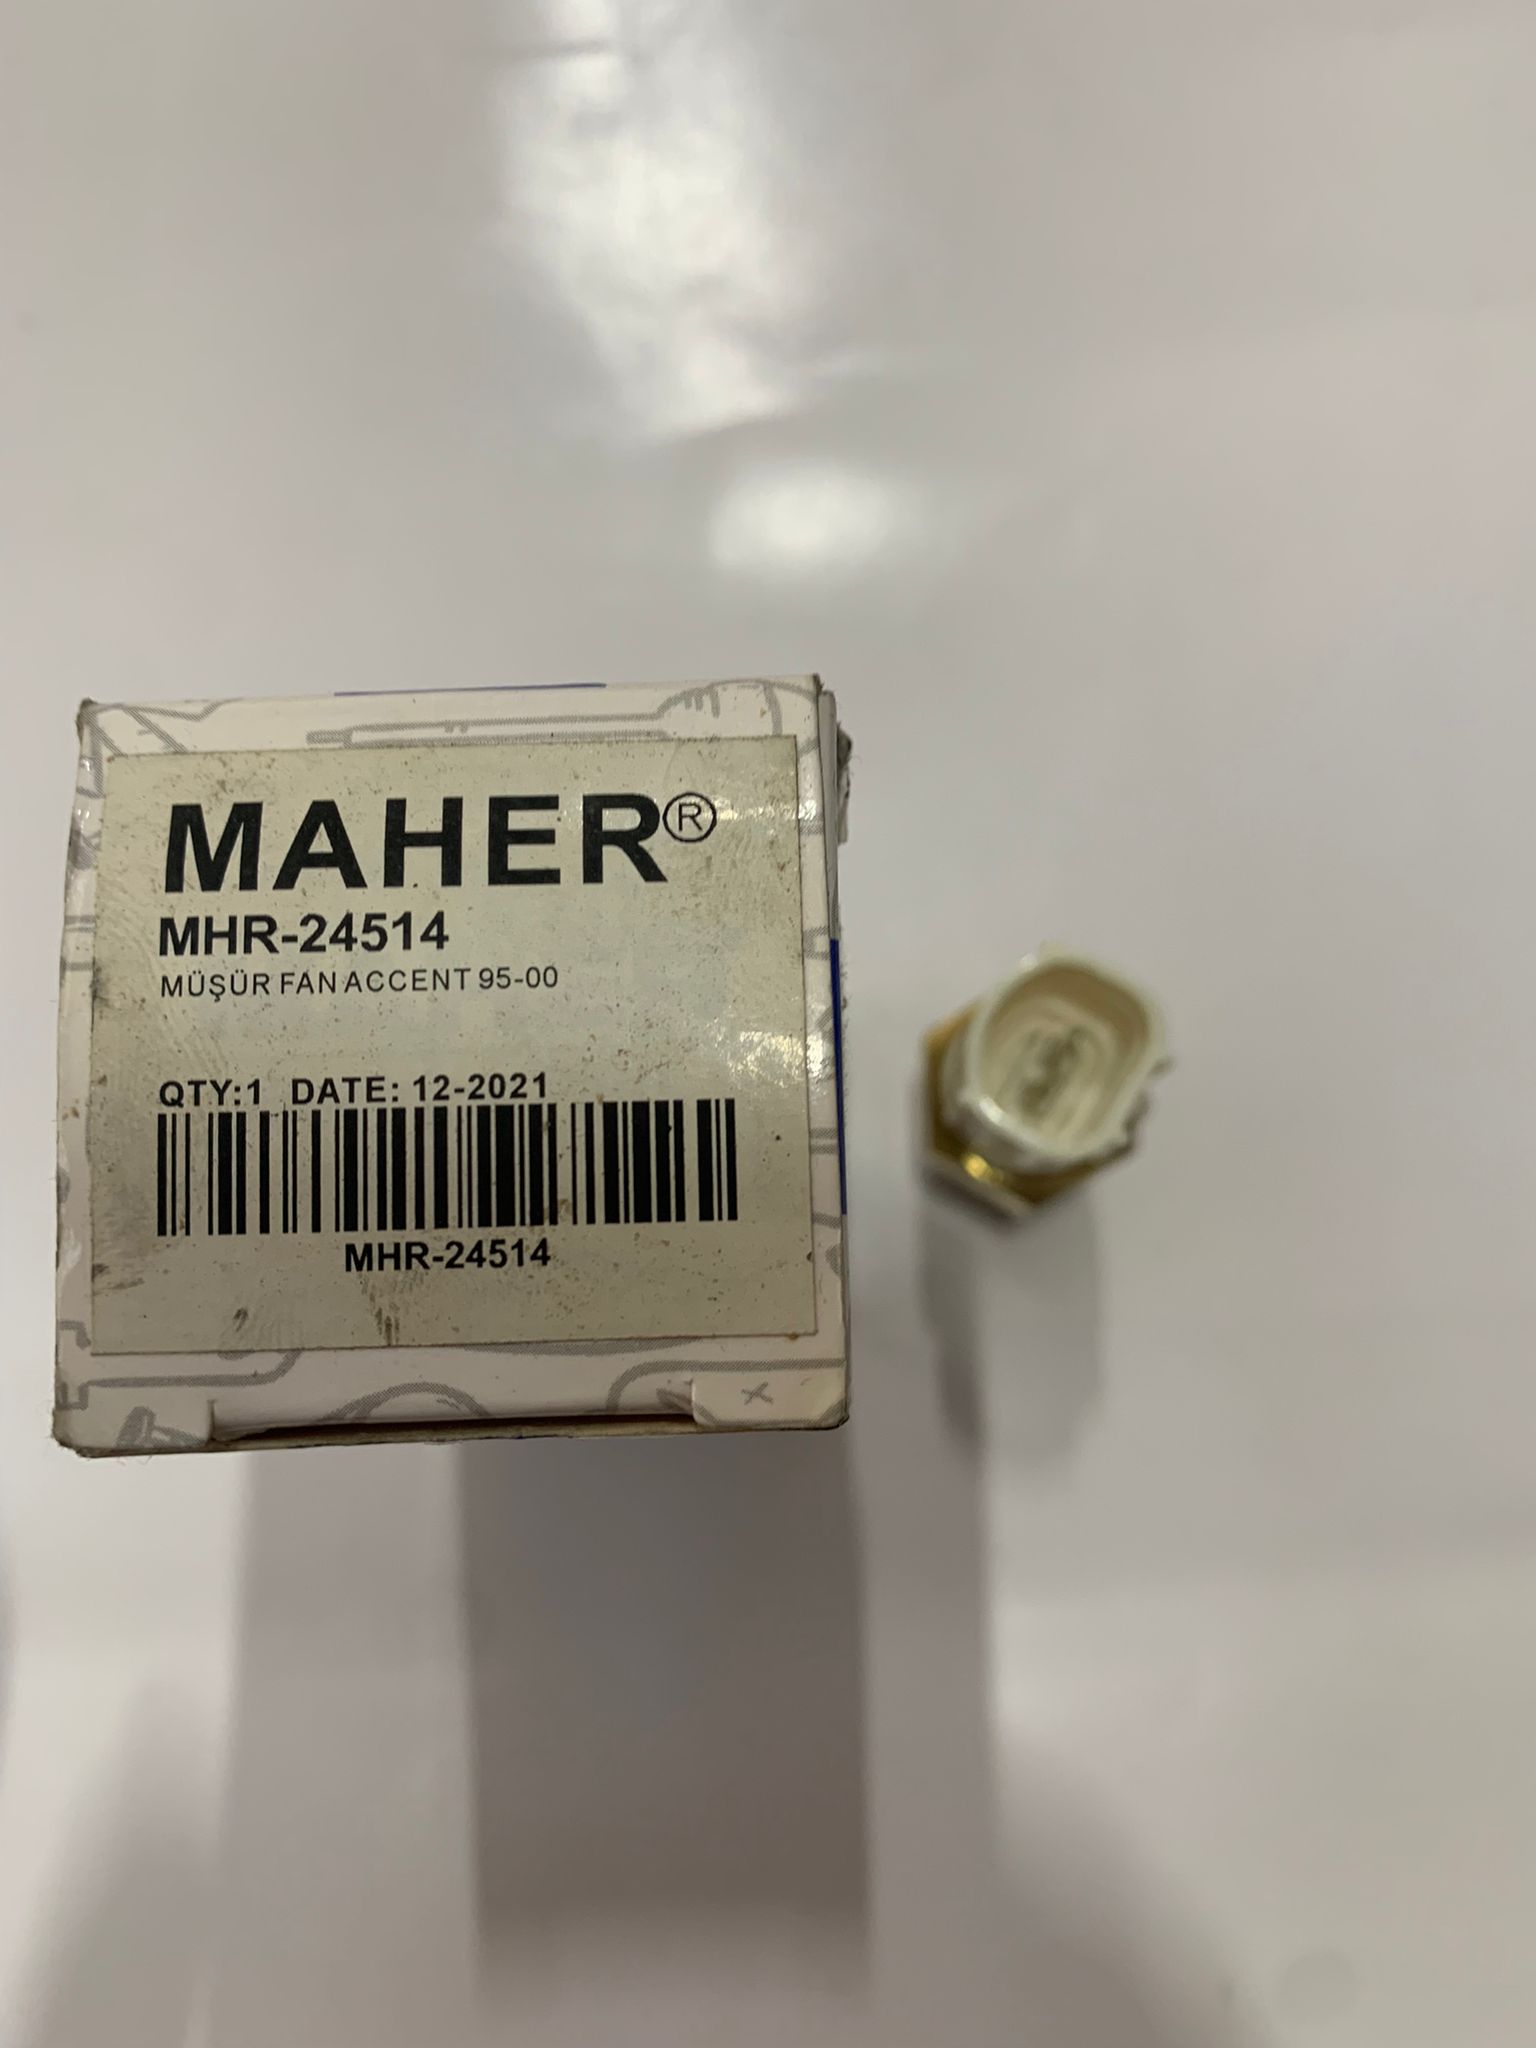 MAHER®
MHR-24514
MÜŞÜR FAN ACCENT 95-00
QTY:1 DATE: 12-2021
MHR-24514